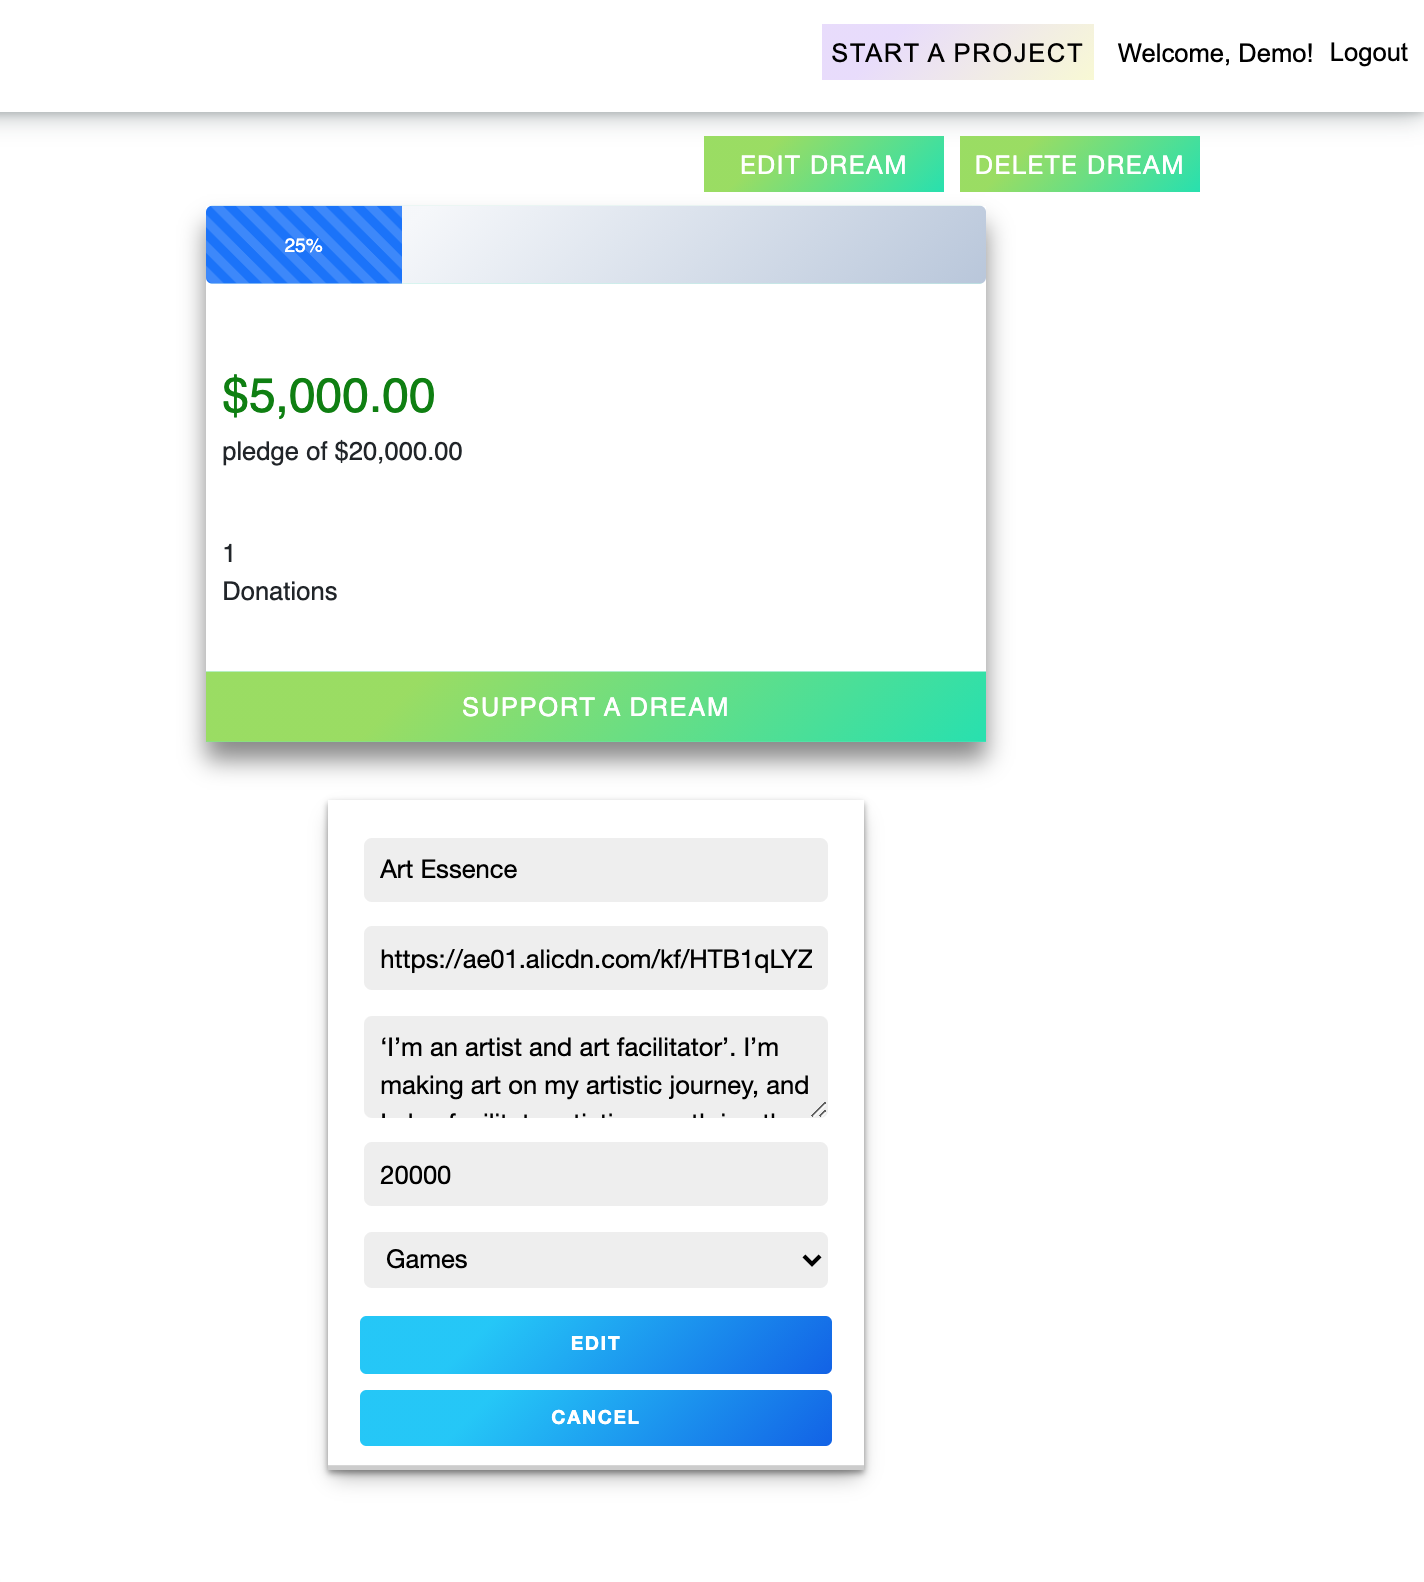 START A PROJECT Welcome, Demo! Logout
EDIT DREAM DELETE DREAM
25%
$5,000.00
pledge of $20,000.00
1
Donations
SUPPORT A DREAM
Art Essence
https://ae01.alicdn.com/kf/HTB1qLYZ
‘I’m an artist and art facilitator’. I’m
making art on my artistic journey, and
20000
Games
EDIT
CANCEL